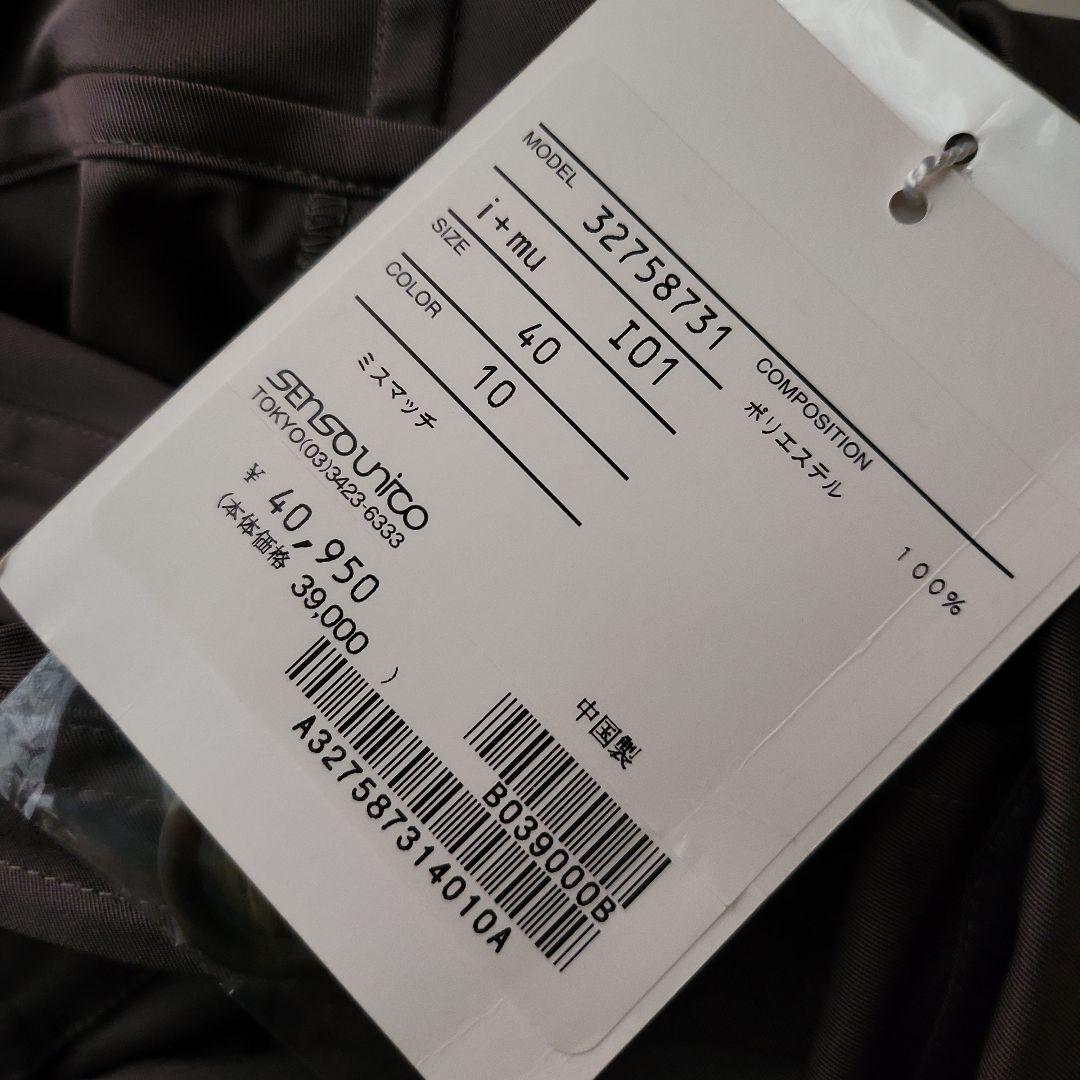 MODEL 32758731
i+mu I01
SIZE 40
COLOR 10
ミスマッチ
COMPOSITION
ポリエステル 100%
SENSOUNICO
TOKYO(03)3423-6333
¥ 40,950
(本体価格 39,000 )
中国製
B039000B
A327587314010A